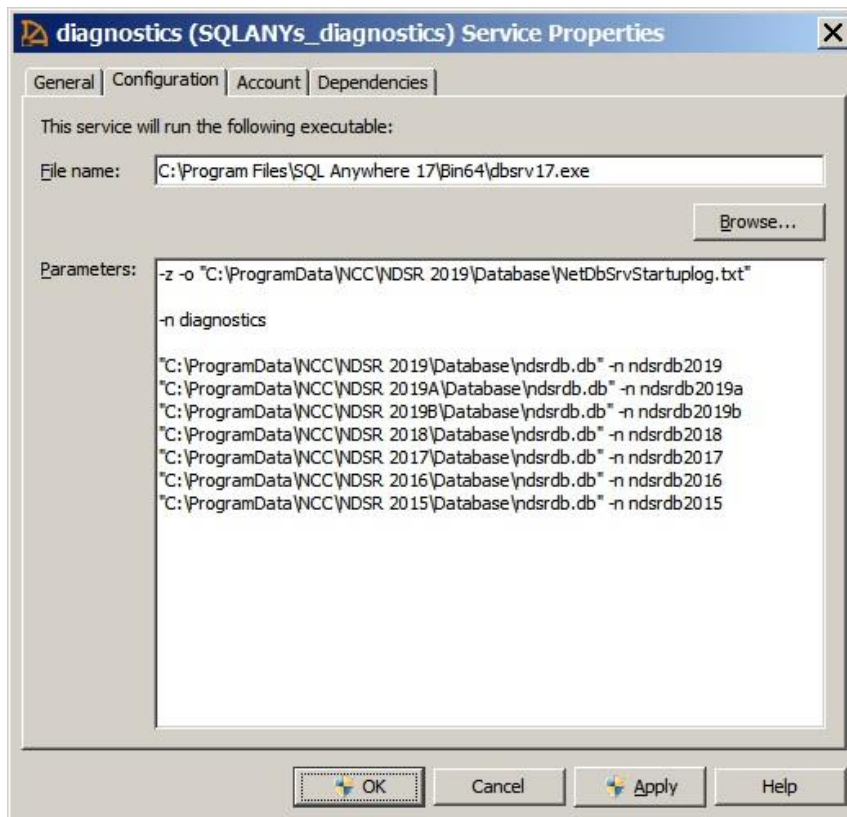 diagnostics (SQLANYs_diagnostics) Service Properties
General Configuration Account Dependencies
This service will run the following executable:
File name: C:\Program Files\SQL Anywhere 17\Bin64\dbsrv17.exe
Browse...
Parameters: -z -o "C:\ProgramData\NCC\NDSR 2019\Database\NetDbSrvStartuplog.txt"
-n diagnostics
"C:\ProgramData\NCC\NDSR 2019\Database\ndsrdb.db" -n ndsrdb2019
"C:\ProgramData\NCC\NDSR 2019A\Database\ndsrdb.db" -n ndsrdb2019a
"C:\ProgramData\NCC\NDSR 2019B\Database\ndsrdb.db" -n ndsrdb2019b
"C:\ProgramData\NCC\NDSR 2018\Database\ndsrdb.db" -n ndsrdb2018
"C:\ProgramData\NCC\NDSR 2017\Database\ndsrdb.db" -n ndsrdb2017
"C:\ProgramData\NCC\NDSR 2016\Database\ndsrdb.db" -n ndsrdb2016
"C:\ProgramData\NCC\NDSR 2015\Database\ndsrdb.db" -n ndsrdb2015
OK Cancel Apply Help